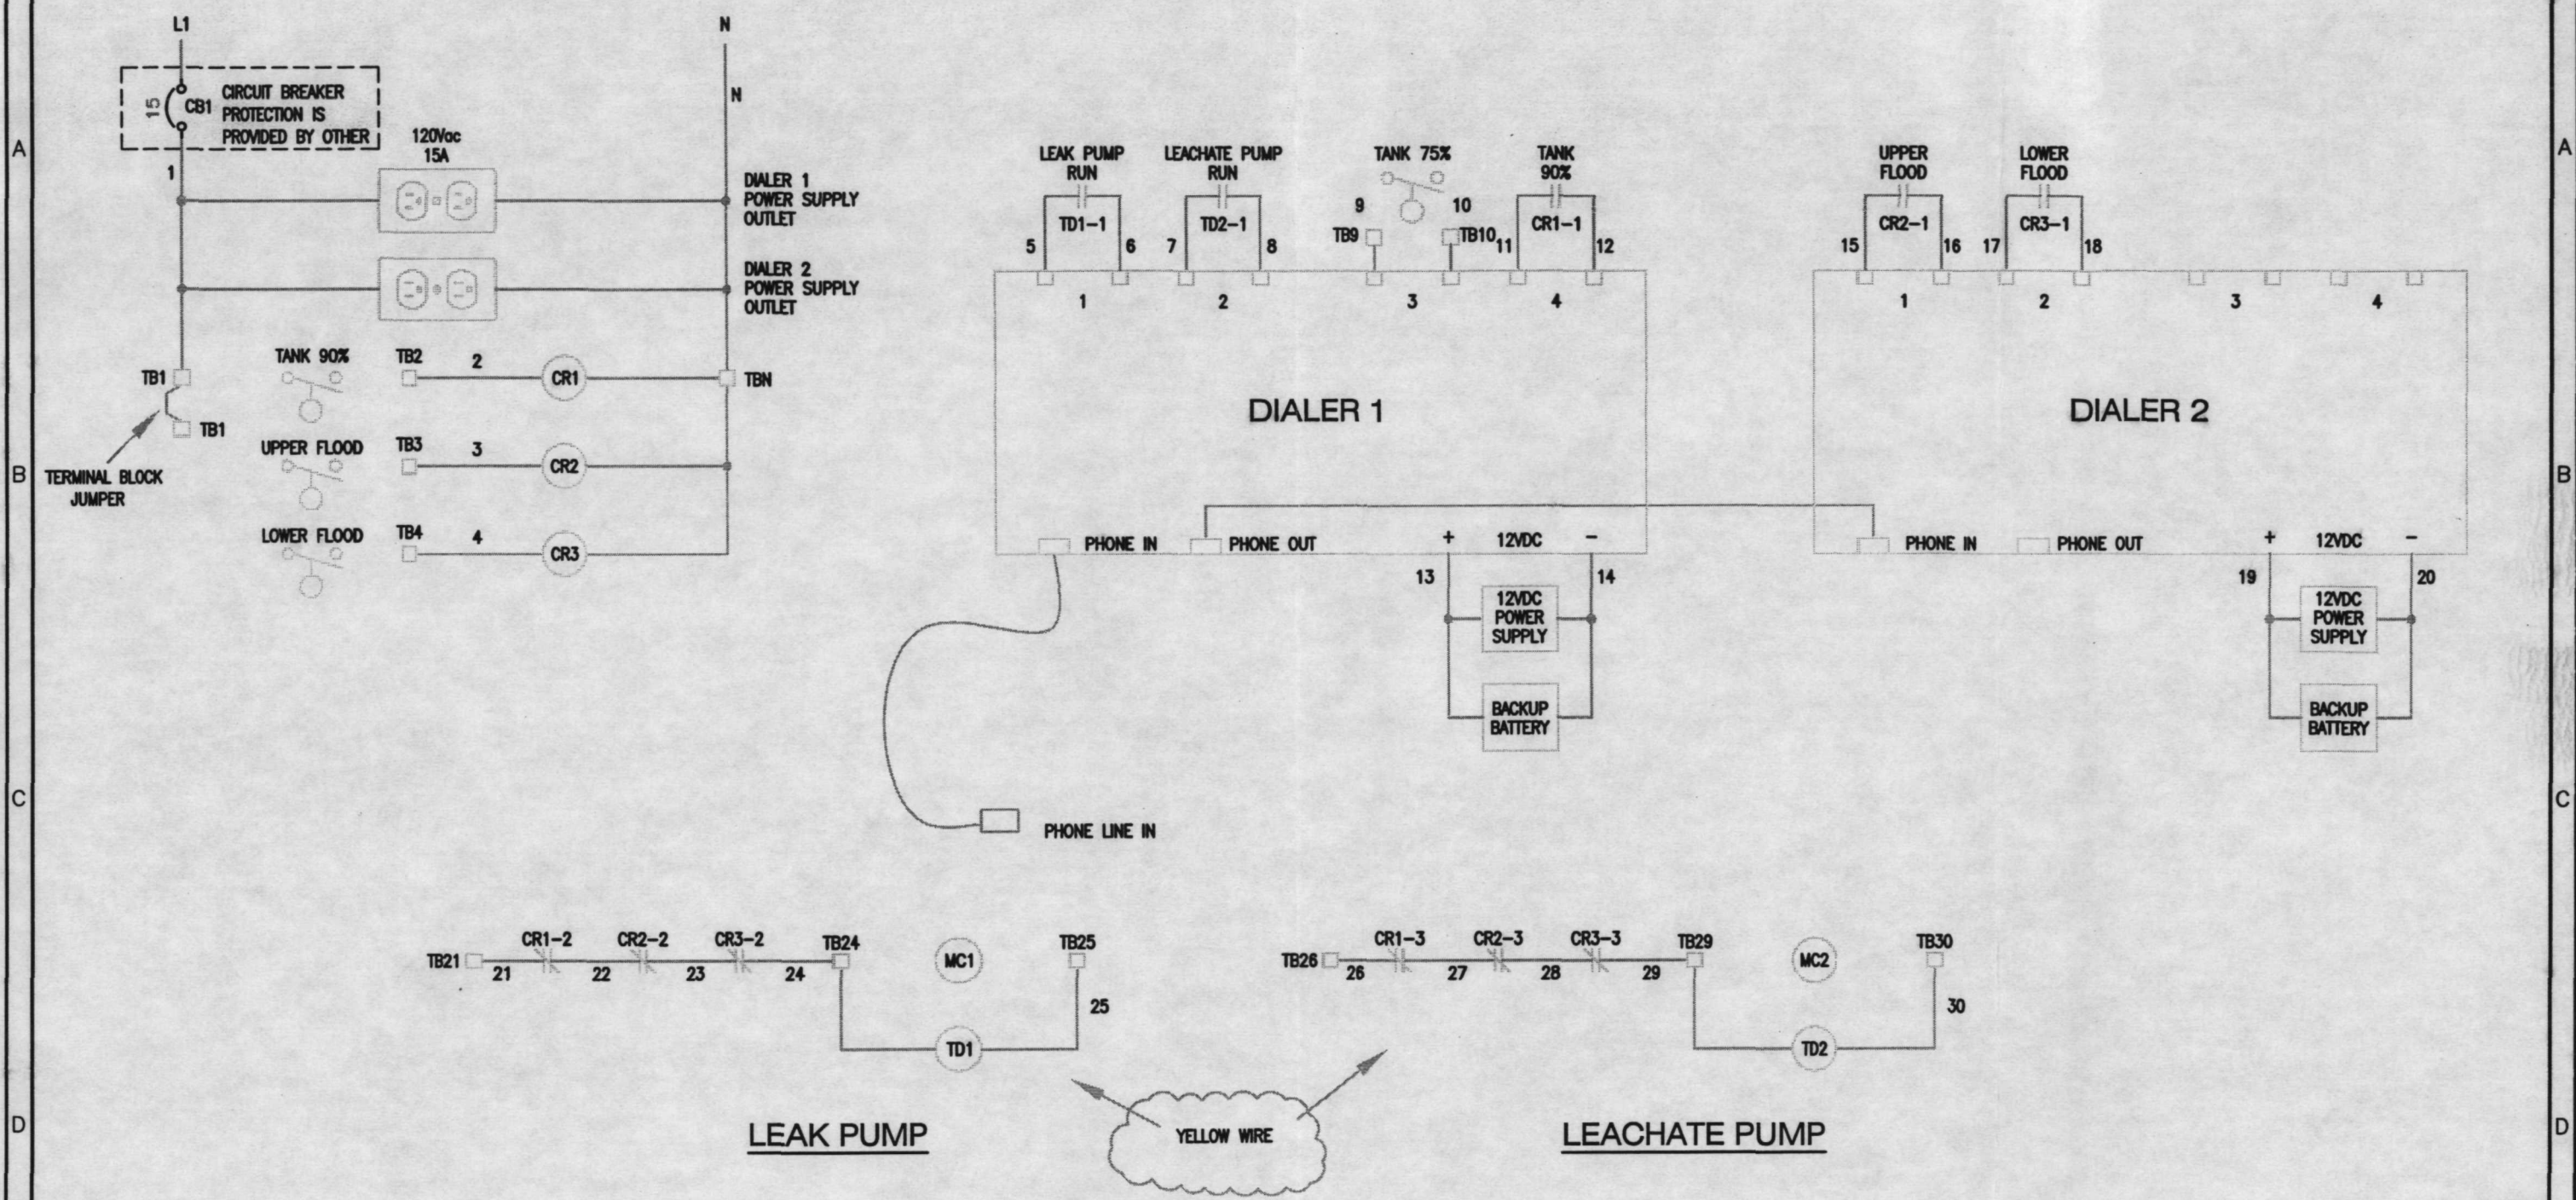 L1
N
N
15
CB1
CIRCUIT BREAKER
PROTECTION IS
PROVIDED BY OTHER
1
120Vac
15A
DIALER 1
POWER SUPPLY
OUTLET
DIALER 2
POWER SUPPLY
OUTLET
TB1
TB1
TERMINAL BLOCK
JUMPER
TANK 90%
TB2
2
CR1
TBN
UPPER FLOOD
TB3
3
CR2
LOWER FLOOD
TB4
4
CR3
A
B
C
D
LEAK PUMP
RUN
TD1-1
5
6
LEACHATE PUMP
RUN
TD2-1
7
8
TANK 75%
9
10
TB9
TB10
TANK
90%
CR1-1
11
12
1
2
3
4
DIALER 1
PHONE IN
PHONE OUT
+
12VDC
-
13
14
12VDC
POWER
SUPPLY
BACKUP
BATTERY
PHONE LINE IN
UPPER
FLOOD
CR2-1
15
16
LOWER
FLOOD
CR3-1
17
18
1
2
3
4
DIALER 2
PHONE IN
PHONE OUT
+
12VDC
-
19
20
12VDC
POWER
SUPPLY
BACKUP
BATTERY
A
B
C
D
TB21
21
CR1-2
22
CR2-2
23
CR3-2
24
TB24
MC1
TB25
25
TD1
LEAK PUMP
YELLOW WIRE
TB26
26
CR1-3
27
CR2-3
28
CR3-3
29
TB29
MC2
TB30
30
TD2
LEACHATE PUMP